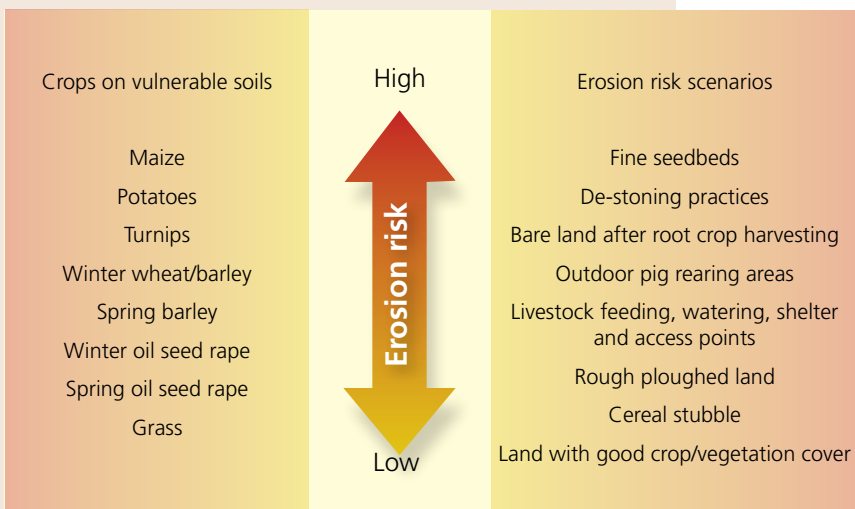 Crops on vulnerable soils
Maize
Potatoes
Turnips
Winter wheat/barley
Spring barley
Winter oil seed rape
Spring oil seed rape
Grass
High
Erosion risk
Low
Erosion risk scenarios
Fine seedbeds
De-stoning practices
Bare land after root crop harvesting
Outdoor pig rearing areas
Livestock feeding, watering, shelter
and access points
Rough ploughed land
Cereal stubble
Land with good crop/vegetation cover